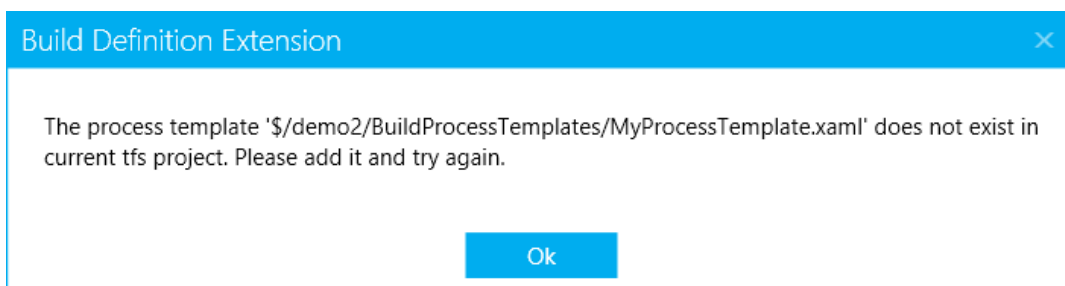 Build Definition Extension
The process template '$/demo2/BuildProcessTemplates/MyProcessTemplate.xaml' does not exist in
current tfs project. Please add it and try again.
Ok